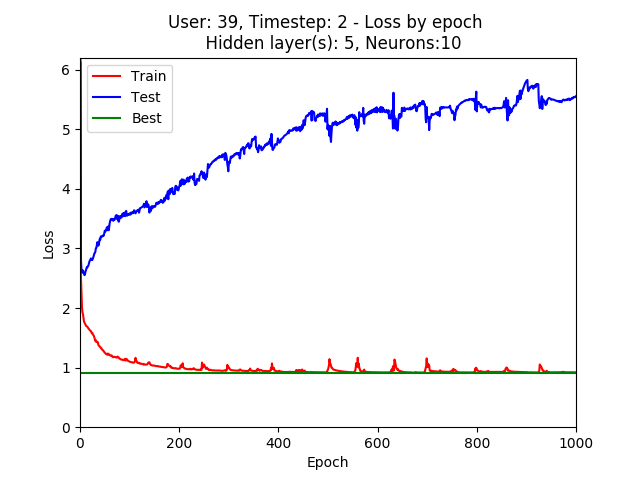 User: 39, Timestep: 2 - Loss by epoch
Hidden layer(s): 5, Neurons:10
Train
Test
Best
6
5
4
3
2
1
0
Loss
0 200 400 600 800 1000
Epoch